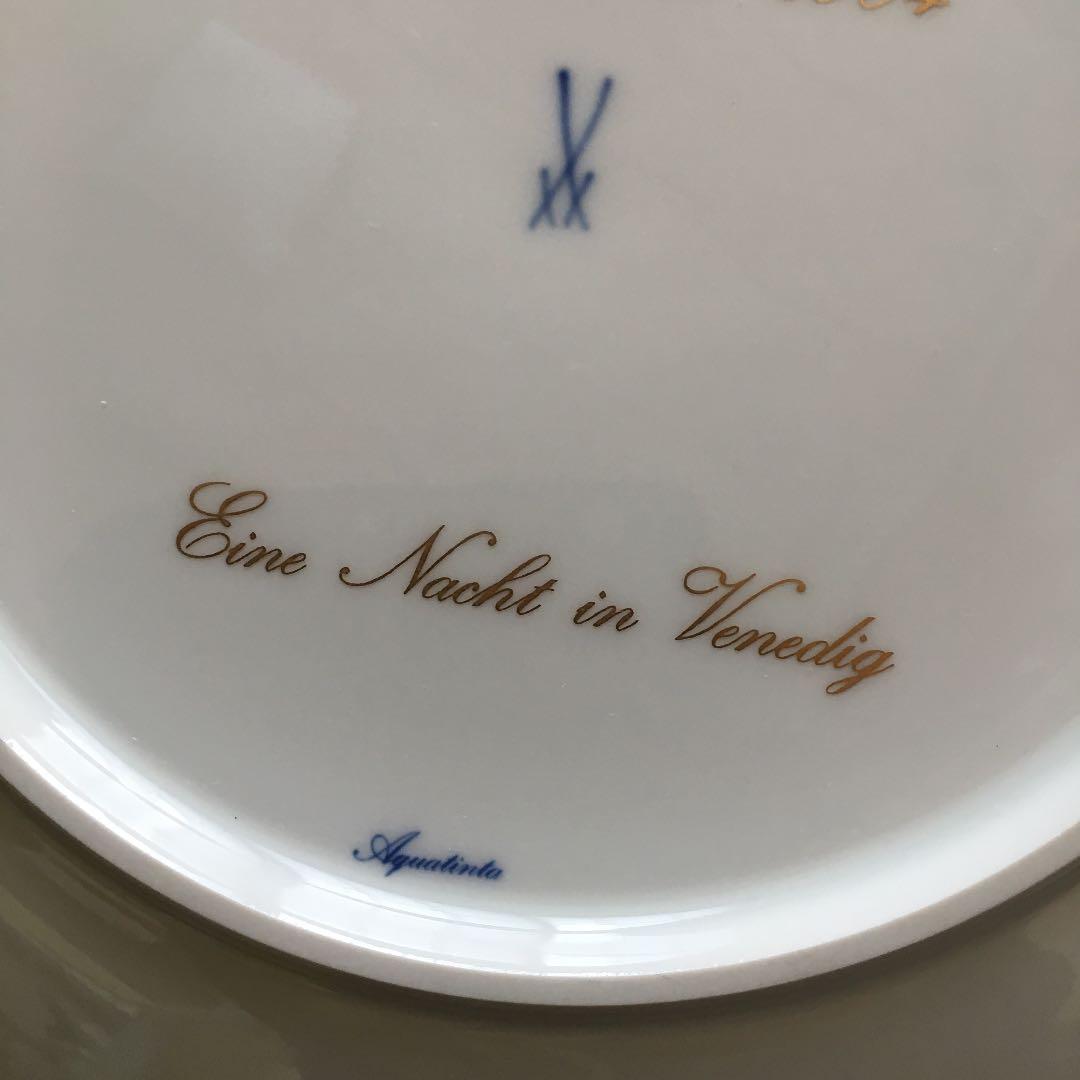 Eine Nacht in Venedig
Aquatinta